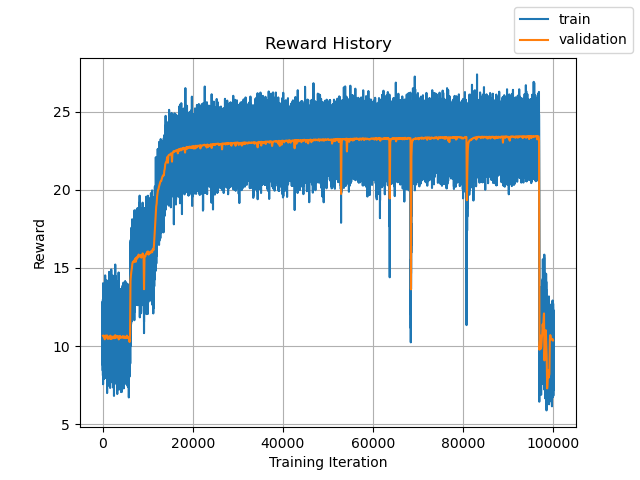 train
validation
Reward History
Reward
25
20
15
10
5
0
20000
40000
60000
80000
100000
Training Iteration